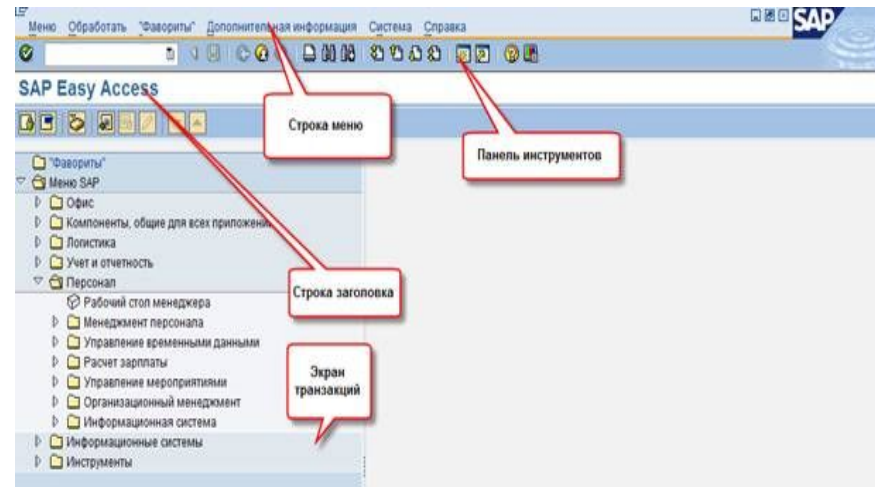 Меню Обработать "Фавориты" Дополнительная информация Система Справка
SAP
SAP Easy Access
Строка меню
Панель инструментов
"Фавориты"
Меню SAP
Офис
Компоненты, общие для всех приложений
Логистика
Учет и отчетность
Персонал
Строка заголовка
Рабочий стол менеджера
Менеджмент персонала
Управление временными данными
Расчет зарплаты
Экран
транзакций
Управление мероприятиями
Организационный менеджмент
Информационная система
Информационные системы
Инструменты